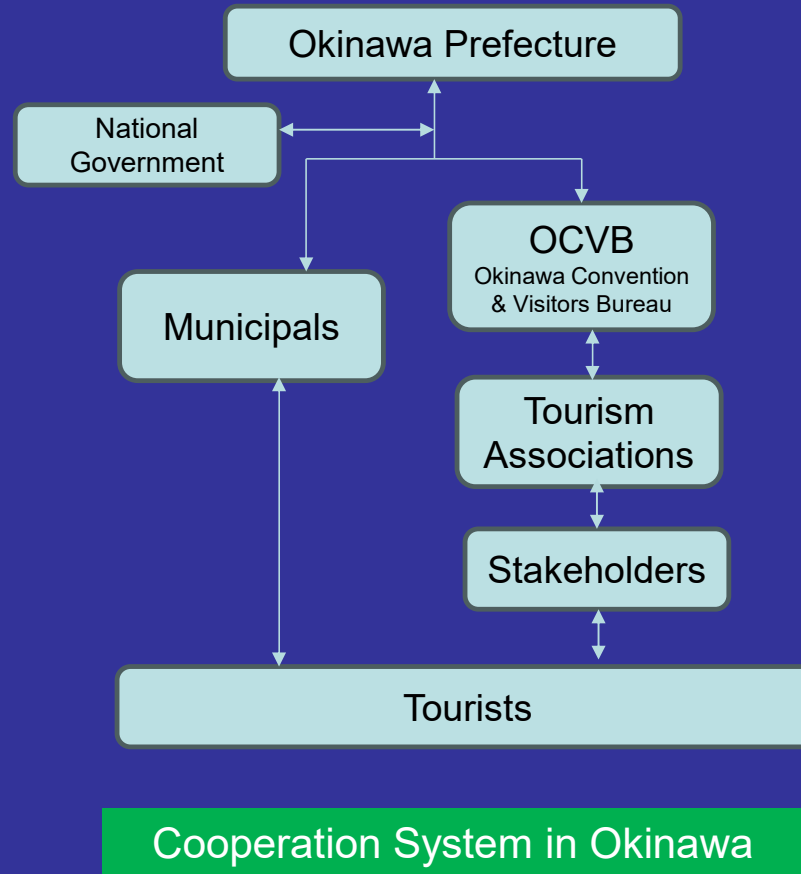 Okinawa Prefecture
National
Government
OCVB
Okinawa Convention
& Visitors Bureau
Municipals
Tourism
Associations
Stakeholders
Tourists
Cooperation System in Okinawa